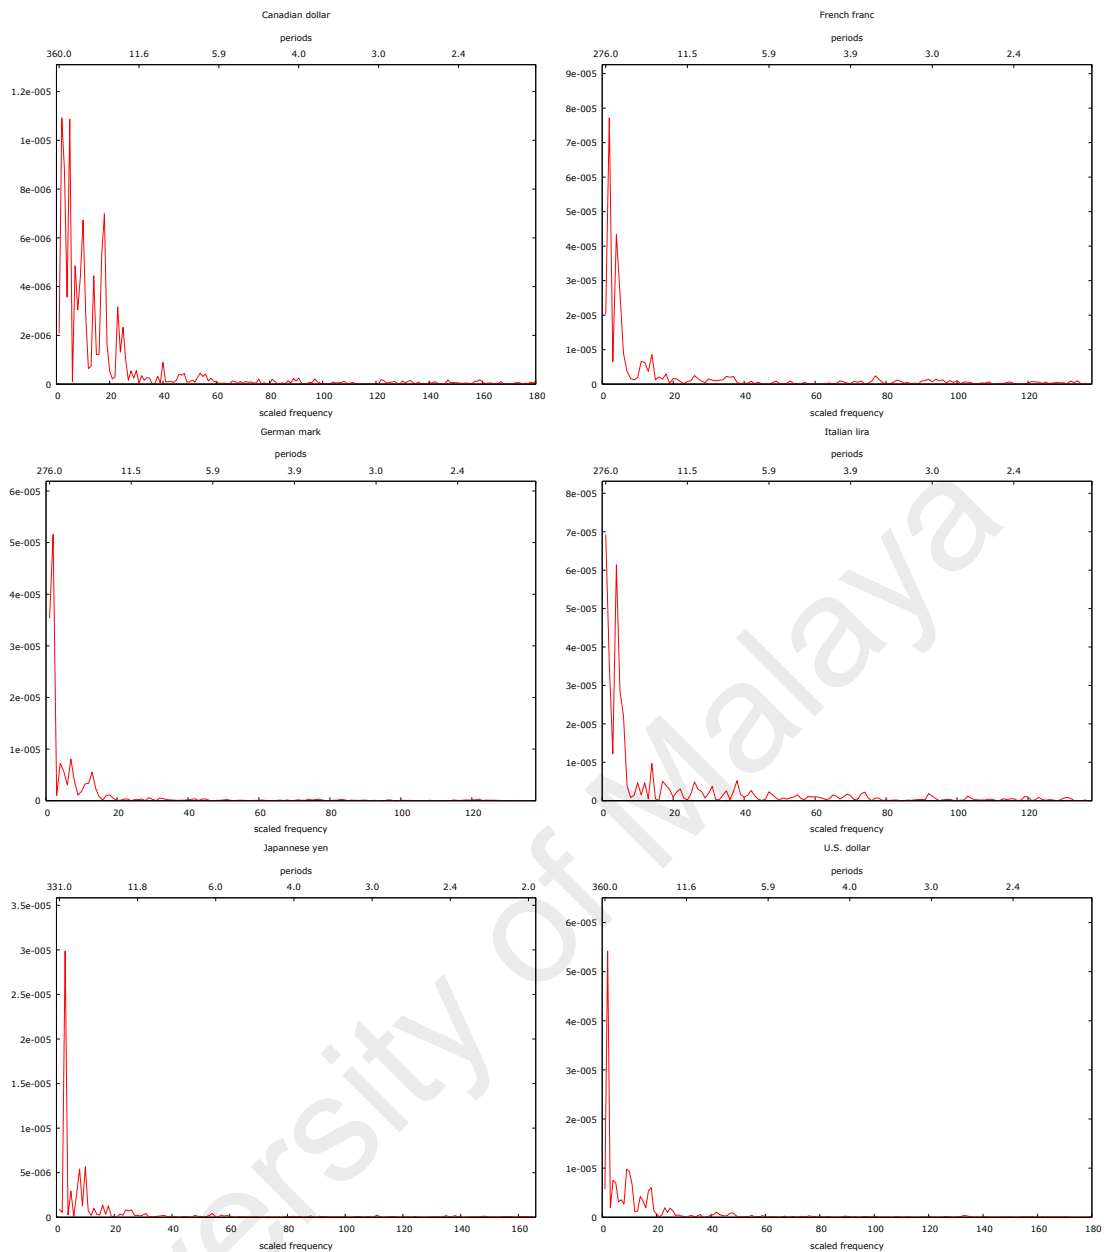 Canadian dollar
periods
360.0 11.6 5.9 4.0 3.0 2.4
1.2e-005
1e-005
8e-006
6e-006
4e-006
2e-006
0
0 20 40 60 80 100 120 140 160 180
scaled frequency
French franc
periods
276.0 11.5 5.9 3.9 3.0 2.4
9e-005
8e-005
7e-005
6e-005
5e-005
4e-005
3e-005
2e-005
1e-005
0
0 20 40 60 80 100 120
scaled frequency
German mark
periods
276.0 11.5 5.9 3.9 3.0 2.4
6e-005
5e-005
4e-005
3e-005
2e-005
1e-005
0
0 20 40 60 80 100 120
scaled frequency
Italian lira
periods
276.0 11.5 5.9 3.9 3.0 2.4
8e-005
7e-005
6e-005
5e-005
4e-005
3e-005
2e-005
1e-005
0
0 20 40 60 80 100 120
scaled frequency
Japannese yen
periods
331.0 11.8 6.0 4.0 3.0 2.4 2.0
3.5e-005
3e-005
2.5e-005
2e-005
1.5e-005
1e-005
5e-006
0
0 20 40 60 80 100 120 140 160
scaled frequency
U.S. dollar
periods
360.0 11.6 5.9 4.0 3.0 2.4
6e-005
5e-005
4e-005
3e-005
2e-005
1e-005
0
0 20 40 60 80 100 120 140 160 180
scaled frequency
versity of Malaya